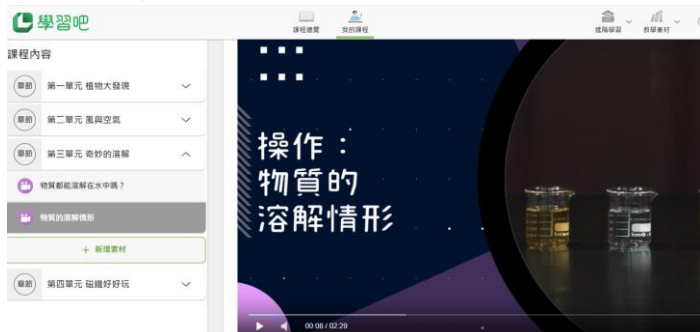 學習吧
課程總覽
我的課程
進階學習
教學素材
課程內容
章節 第一單元 植物大發現
章節 第二單元 風與空氣
章節 第三單元 奇妙的溶解
物質都能溶解在水中嗎？
物質的溶解情形
+ 新增素材
章節 第四單元 磁鐵好好玩
操作：
物質的
溶解情形
00:08 / 02:29